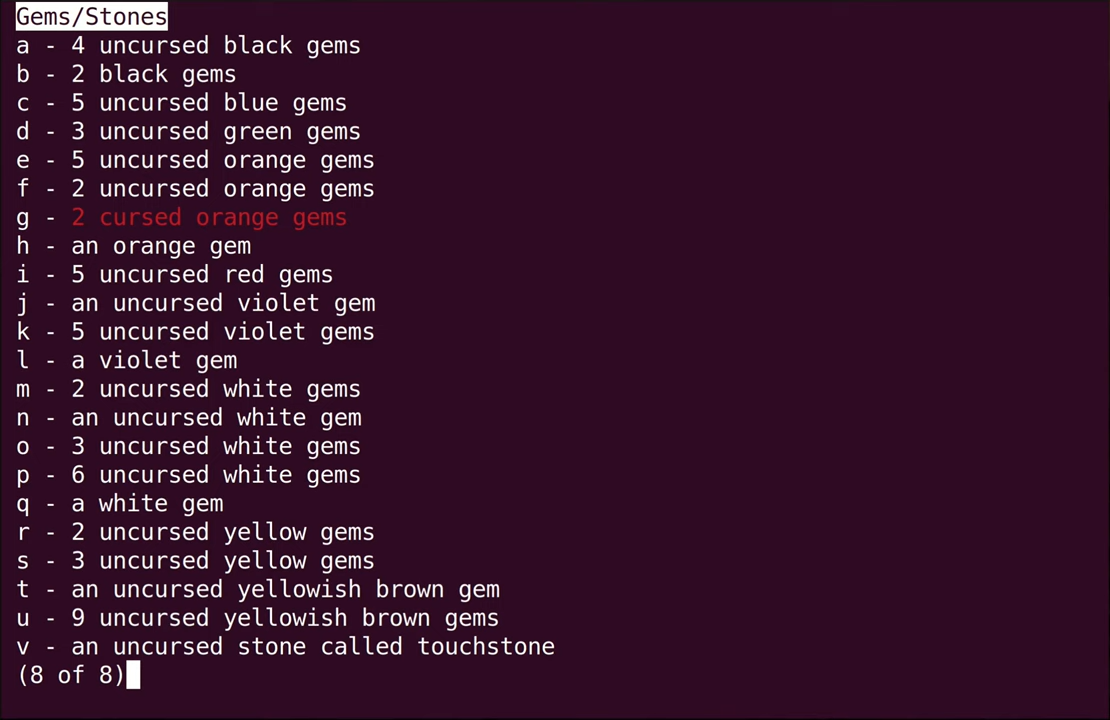 Gems/Stones
a - 4 uncursed black gems
b - 2 black gems
c - 5 uncursed blue gems
d - 3 uncursed green gems
e - 5 uncursed orange gems
f - 2 uncursed orange gems
g - 2 cursed orange gems
h - an orange gem
i - 5 uncursed red gems
j - an uncursed violet gem
k - 5 uncursed violet gems
l - a violet gem
m - 2 uncursed white gems
n - an uncursed white gem
o - 3 uncursed white gems
p - 6 uncursed white gems
q - a white gem
r - 2 uncursed yellow gems
s - 3 uncursed yellow gems
t - an uncursed yellowish brown gem
u - 9 uncursed yellowish brown gems
v - an uncursed stone called touchstone
(8 of 8)